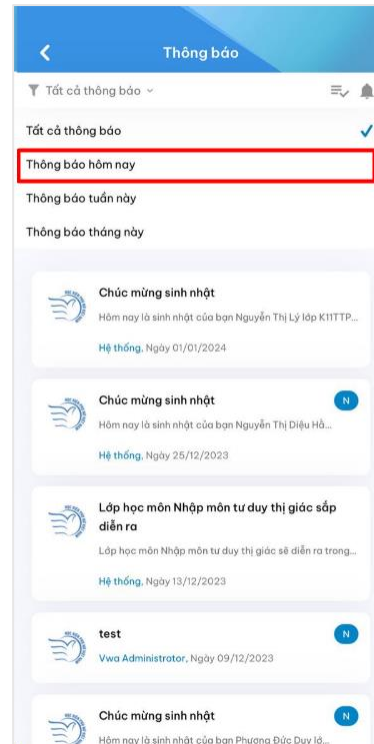 Thông báo
Tất cả thông báo
Tất cả thông báo
Thông báo hôm nay
Thông báo tuần này
Thông báo tháng này
Chúc mừng sinh nhật
Hôm nay là sinh nhật của bạn Nguyễn Thị Lý lớp K11TTP...
Hệ thống, Ngày 01/01/2024
Chúc mừng sinh nhật
N
Hôm nay là sinh nhật của bạn Nguyễn Thị Diệu Hằ...
Hệ thống, Ngày 25/12/2023
Lớp học môn Nhập môn tư duy thị giác sắp
diễn ra
Lớp học môn Nhập môn tư duy thị giác sẽ diễn ra trong...
Hệ thống, Ngày 13/12/2023
test
N
Vwa Administrator, Ngày 09/12/2023
Chúc mừng sinh nhật
N
Hôm nay là sinh nhật của bạn Phương Đức Duy lớ...